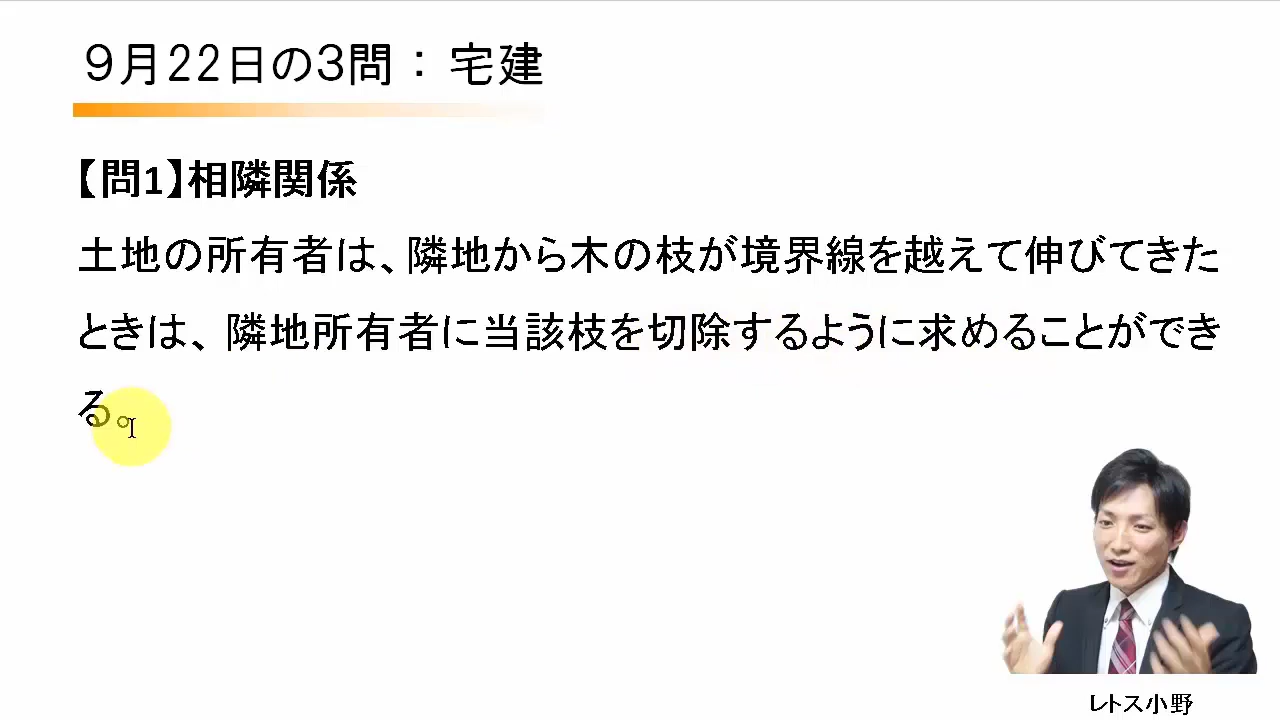 ９月２２日の３問：宅建
【問1】相隣関係
土地の所有者は、隣地から木の枝が境界線を越えて伸びてきた
ときは、隣地所有者に当該枝を切除するように求めることができ
る。
レトス小野